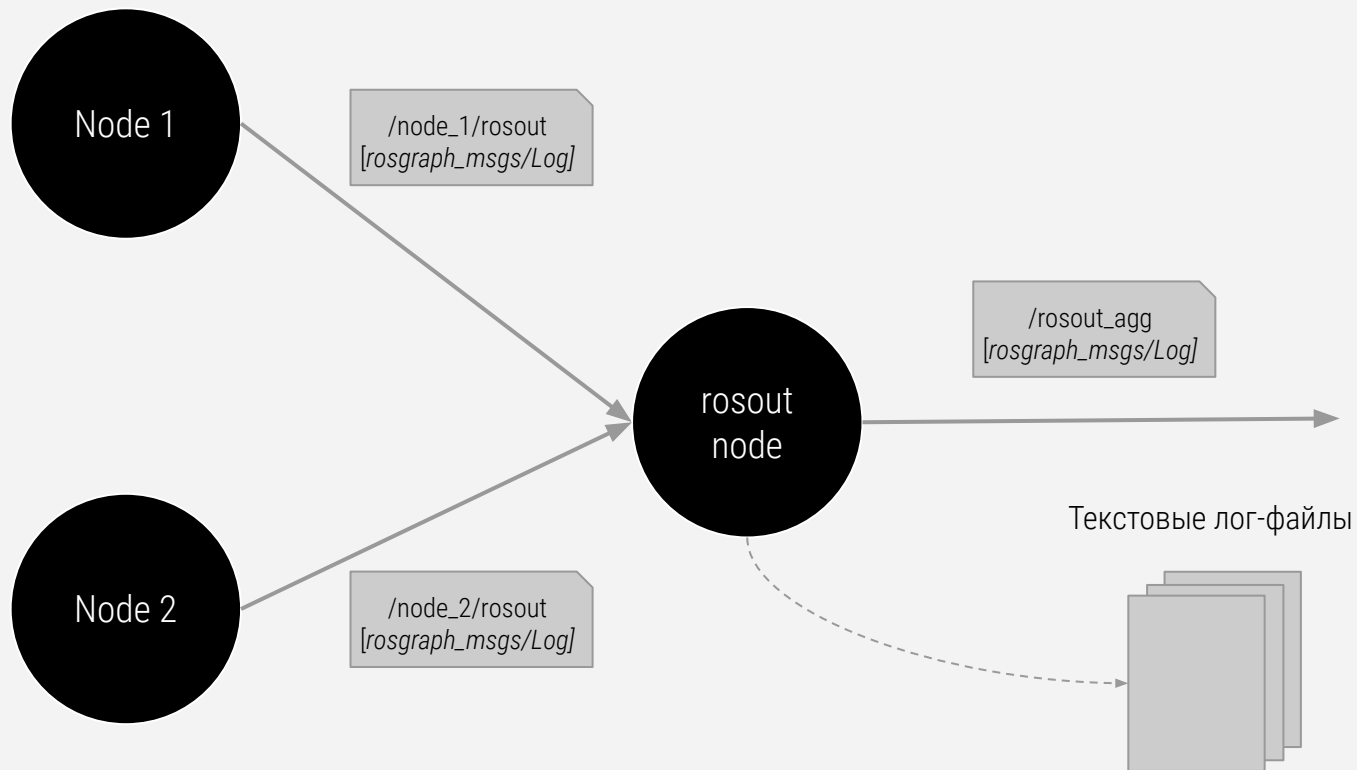 Node 1
/node_1/rosout
[rosgraph_msgs/Log]
/rosout_agg
[rosgraph_msgs/Log]
rosout
node
Текстовые лог-файлы
Node 2
/node_2/rosout
[rosgraph_msgs/Log]